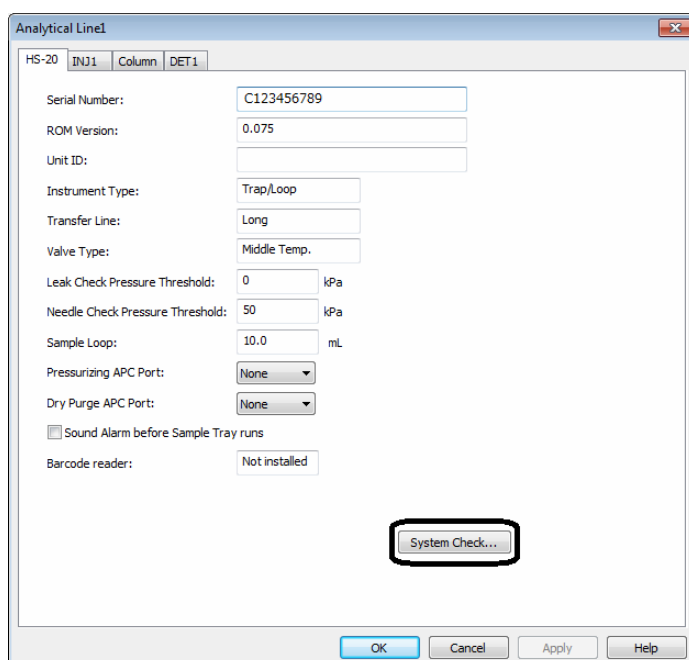 Analytical Line1
HS-20 INJ1 Column DET1
Serial Number: C123456789
ROM Version: 0.075
Unit ID:
Instrument Type: Trap/Loop
Transfer Line: Long
Valve Type: Middle Temp.
Leak Check Pressure Threshold: 0 kPa
Needle Check Pressure Threshold: 50 kPa
Sample Loop: 10.0 mL
Pressurizing APC Port: None
Dry Purge APC Port: None
Sound Alarm before Sample Tray runs
Barcode reader: Not installed
System Check...
OK Cancel Apply Help